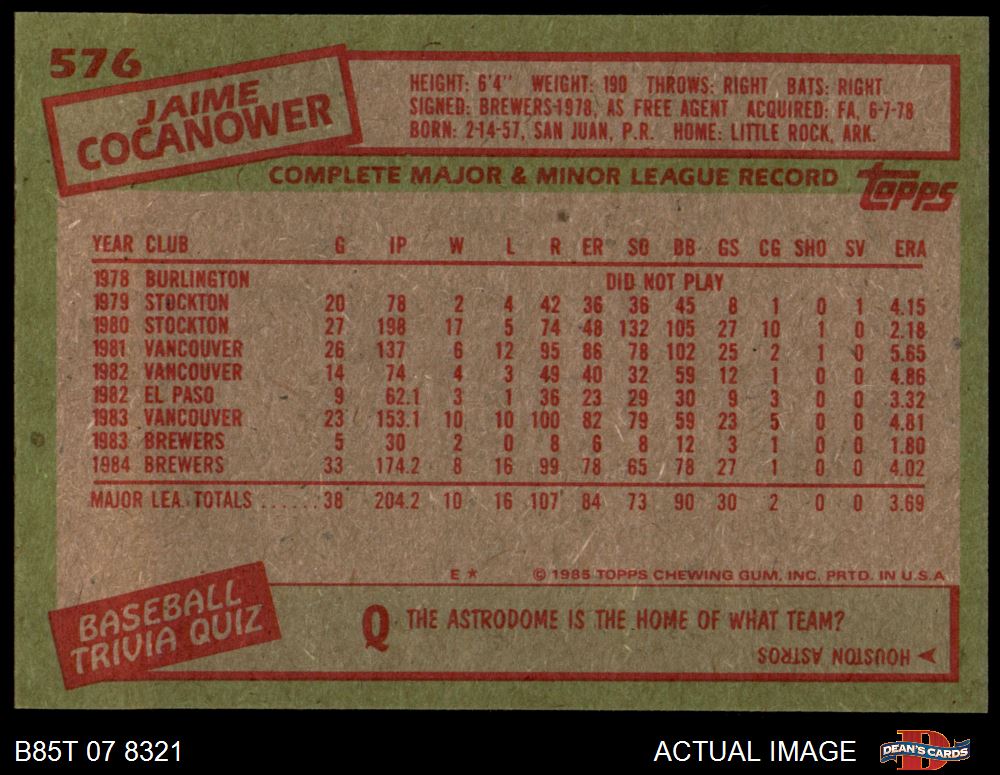 576
JAIME
COCANOWER
HEIGHT: 6'4" WEIGHT: 190 THROWS: RIGHT BATS: RIGHT
SIGNED: BREWERS-1978, AS FREE AGENT ACQUIRED: FA, 6-7-78
BORN: 2-14-57, SAN JUAN, P.R. HOME: LITTLE ROCK, ARK.
COMPLETE MAJOR & MINOR LEAGUE RECORD
topps
YEAR CLUB G IP W L R ER SO BB GS CG SHO SV ERA
1978 BURLINGTON DID NOT PLAY
1979 STOCKTON 20 78 2 4 42 36 36 45 8 1 0 1 4.15
1980 STOCKTON 27 198 17 5 74 48 132 105 27 10 1 0 2.18
1981 VANCOUVER 26 137 6 12 95 86 78 102 25 2 1 0 5.65
1982 VANCOUVER 14 74 4 3 49 40 32 59 12 1 0 0 4.86
1982 EL PASO 9 62.1 3 1 36 23 29 30 9 3 0 0 3.32
1983 VANCOUVER 23 153.1 10 10 100 82 79 59 23 5 0 0 4.81
1983 BREWERS 5 30 2 0 8 6 8 12 3 1 0 0 1.80
1984 BREWERS 33 174.2 8 16 99 78 65 78 27 1 0 0 4.02
MAJOR LEA. TOTALS ...... 38 204.2 10 16 107 84 73 90 30 2 0 0 3.69
E * © 1985 TOPPS CHEWING GUM, INC. PRTD. IN U.S.A.
BASEBALL
TRIVIA QUIZ
Q THE ASTRODOME IS THE HOME OF WHAT TEAM?
HOUSTON ASTROS
B85T 07 8321
ACTUAL IMAGE
D
DEAN'S CARDS